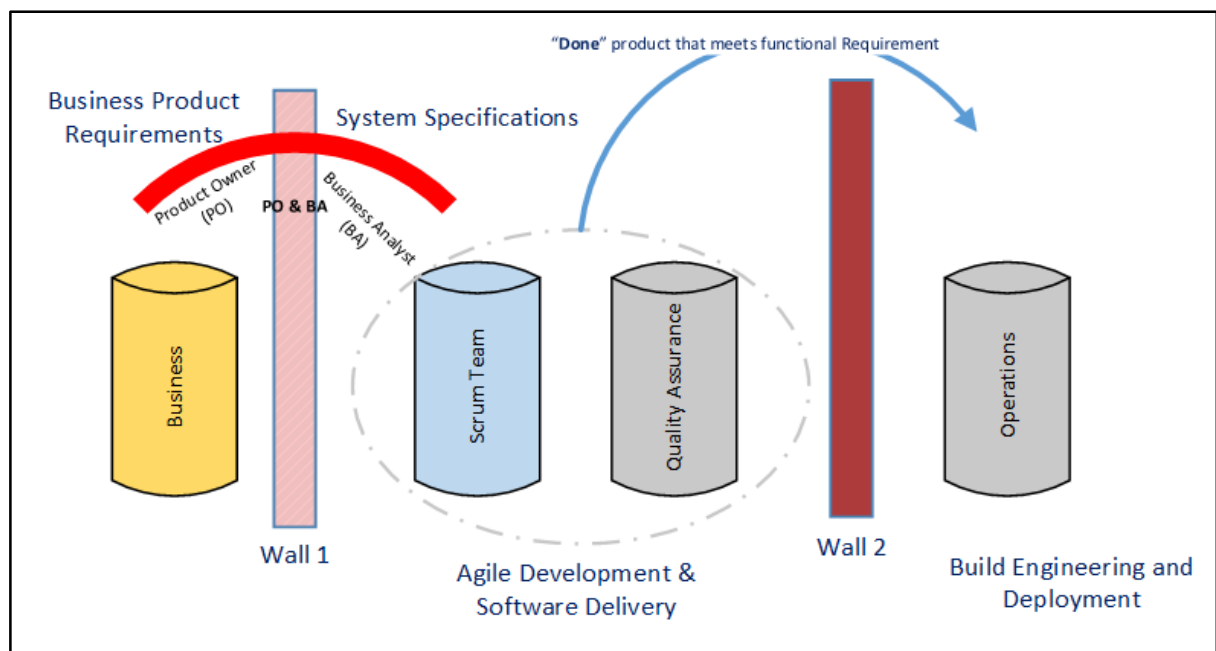 “Done” product that meets functional Requirement
Business Product
Requirements
System Specifications
Product Owner
(PO)
PO & BA
Business Analyst
(BA)
Business
Scrum Team
Quality Assurance
Operations
Wall 1
Wall 2
Agile Development &
Software Delivery
Build Engineering and
Deployment